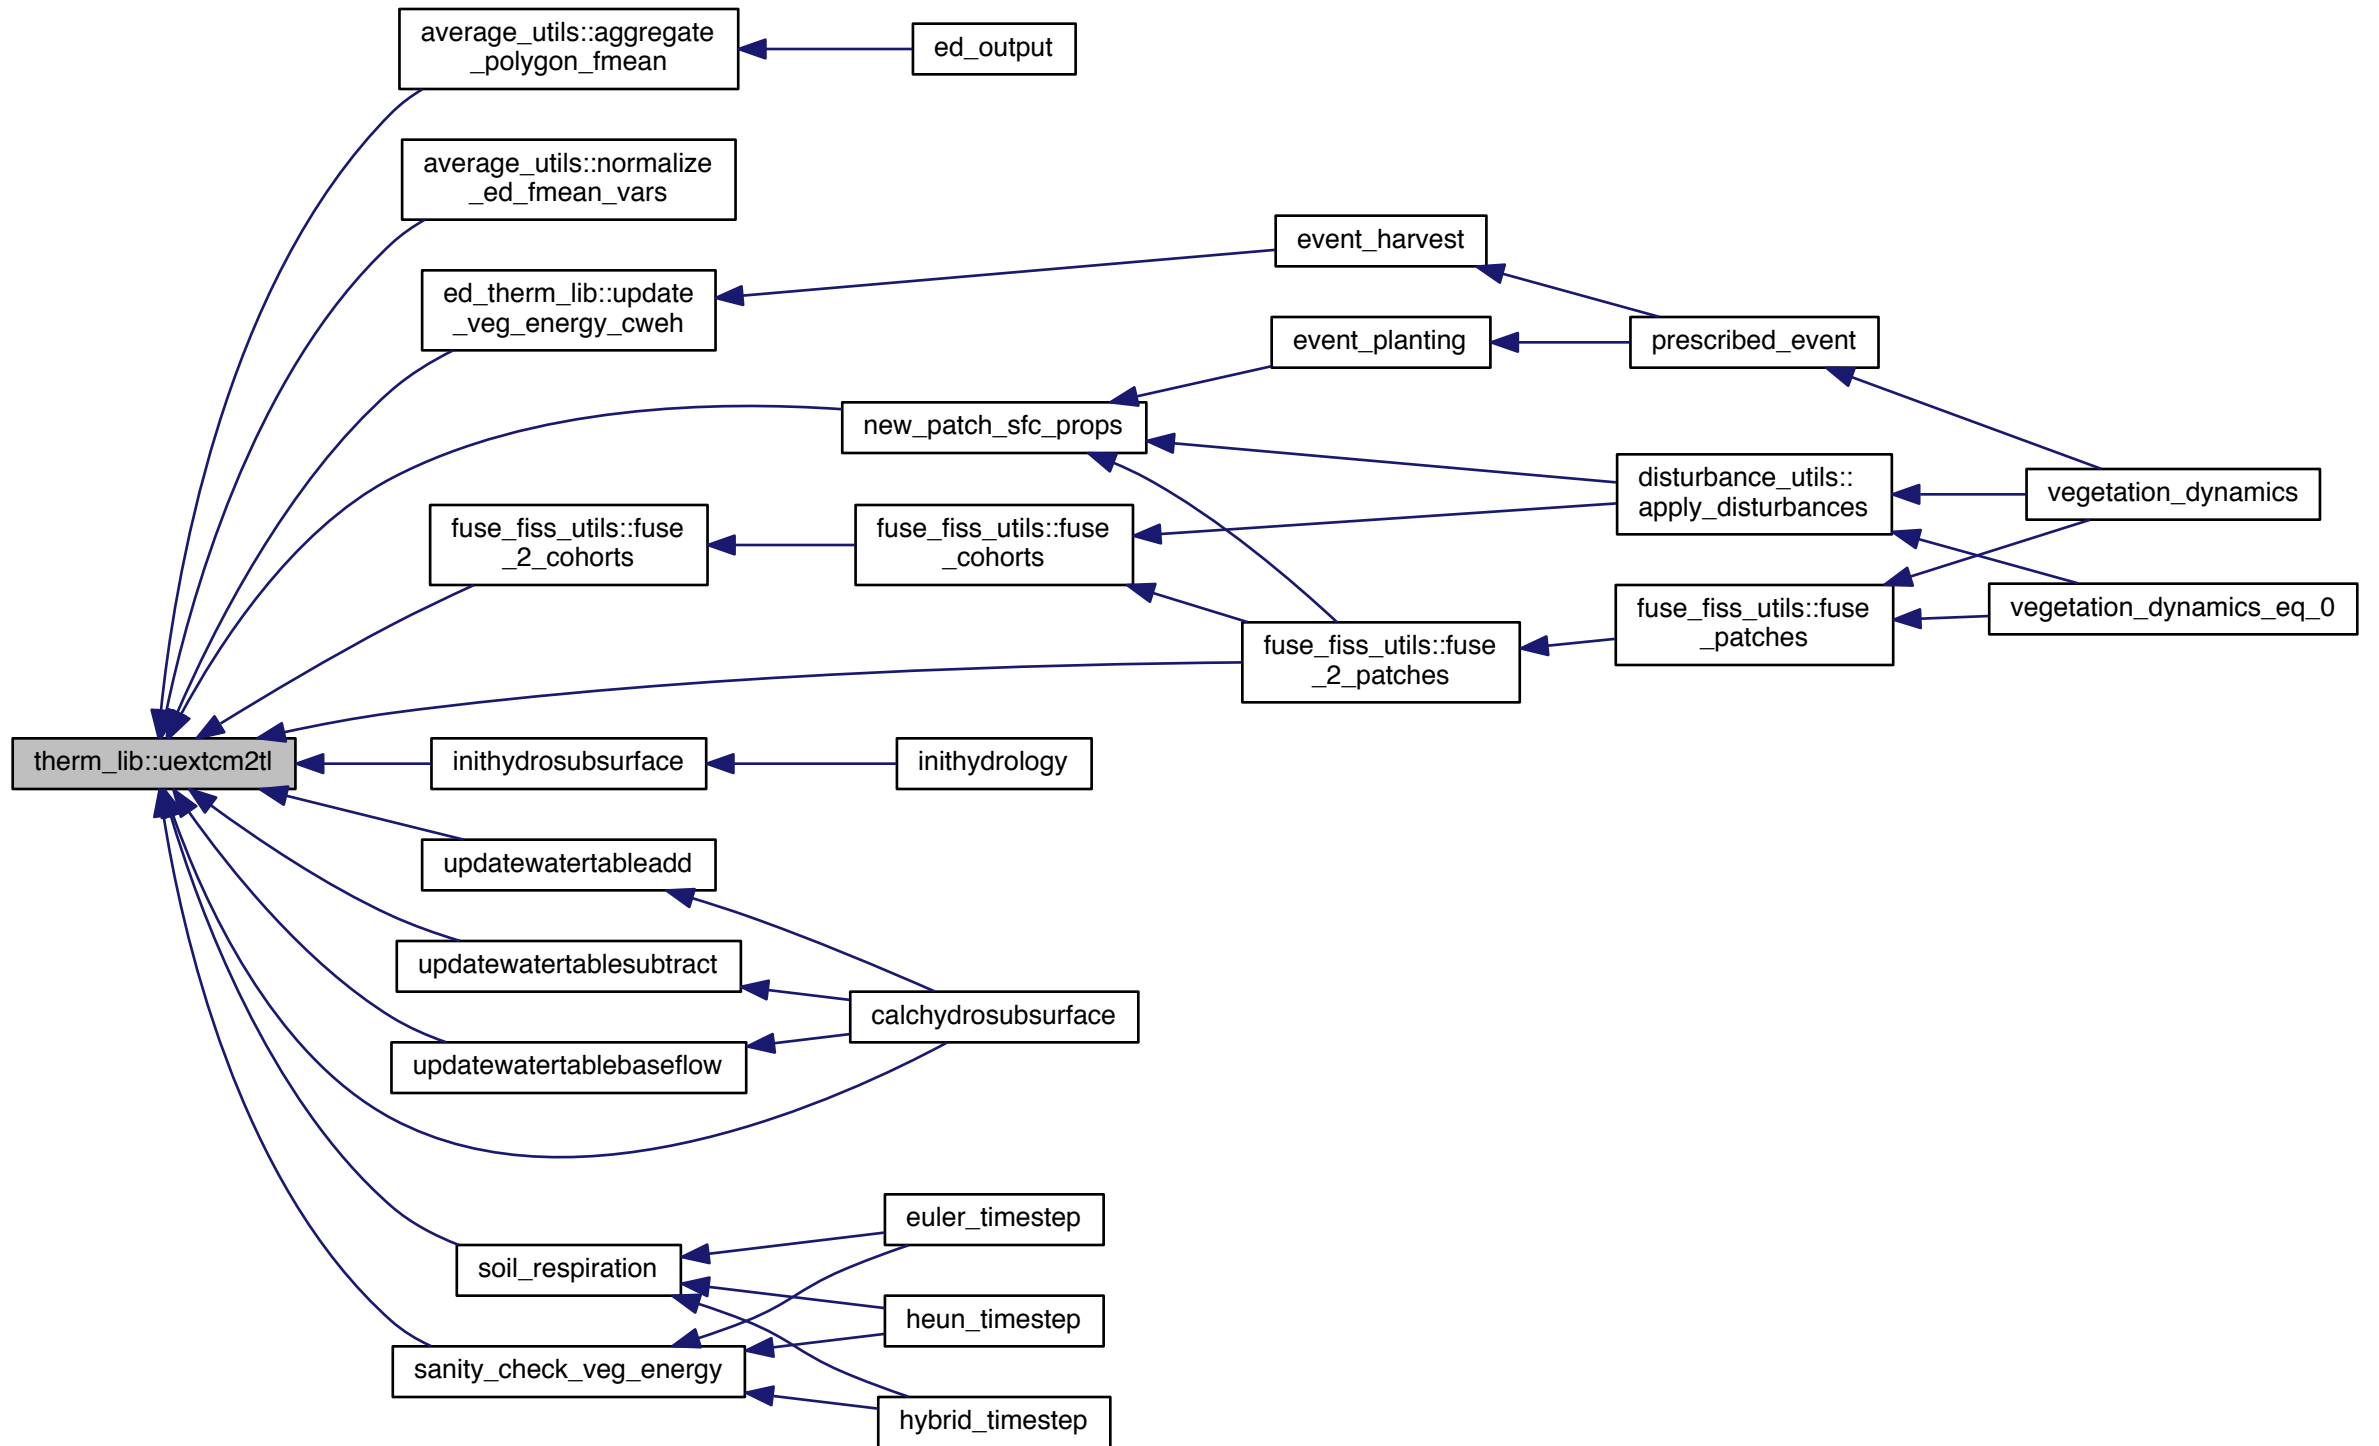 average_utils::aggregate
_polygon_fmean
ed_output
average_utils::normalize
_ed_fmean_vars
event_harvest
ed_therm_lib::update
_veg_energy_cweh
event_planting
prescribed_event
new_patch_sfc_props
disturbance_utils::
apply_disturbances
vegetation_dynamics
fuse_fiss_utils::fuse
_2_cohorts
fuse_fiss_utils::fuse
_cohorts
fuse_fiss_utils::fuse
_patches
vegetation_dynamics_eq_0
fuse_fiss_utils::fuse
_2_patches
therm_lib::uextcm2tl
inithydrosubsurface
inithydrology
updatewatertableadd
updatewatertablesubtract
calchydrosubsurface
updatewatertablebaseflow
euler_timestep
soil_respiration
heun_timestep
sanity_check_veg_energy
hybrid_timestep